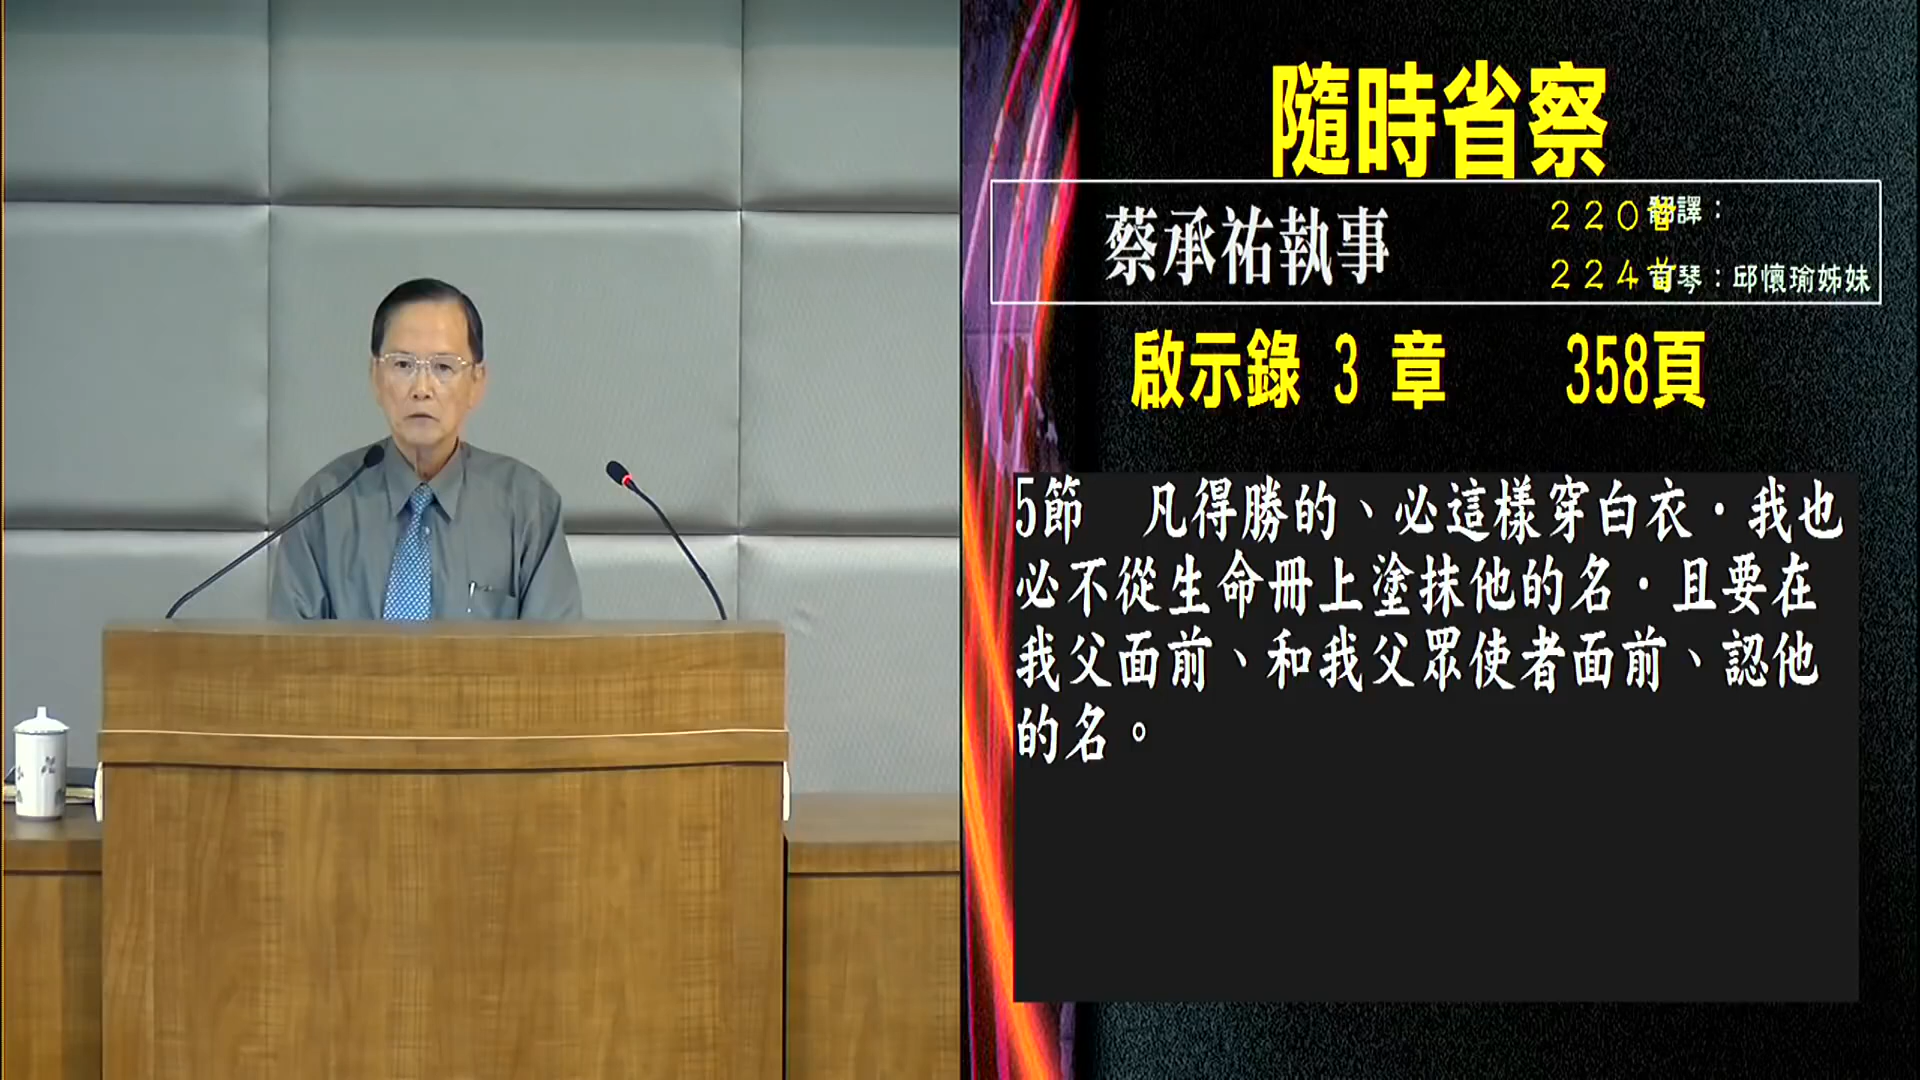 隨時省察
蔡承祐執事
２２０首 翻譯：
２２４首 琴：邱懷瑜姊妹
啟示錄 3 章 358頁
5節 凡得勝的、必這樣穿白衣．我也
必不從生命冊上塗抹他的名．且要在
我父面前、和我父眾使者面前、認他
的名。